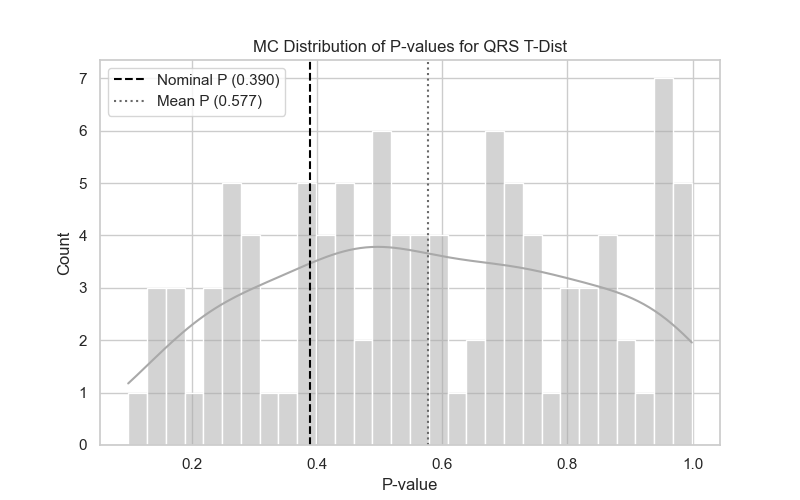 MC Distribution of P-values for QRS T-Dist
Nominal P (0.390)
Mean P (0.577)
7
6
5
4
3
2
1
0
Count
0.2 0.4 0.6 0.8 1.0
P-value